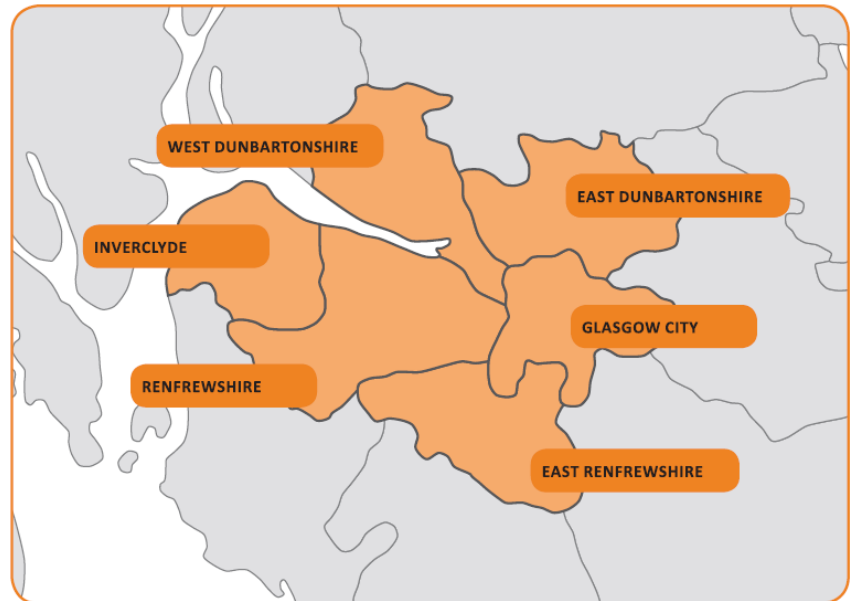 WEST DUNBARTONSHIRE
EAST DUNBARTONSHIRE
INVERCLYDE
GLASGOW CITY
RENFREWSHIRE
EAST RENFREWSHIRE